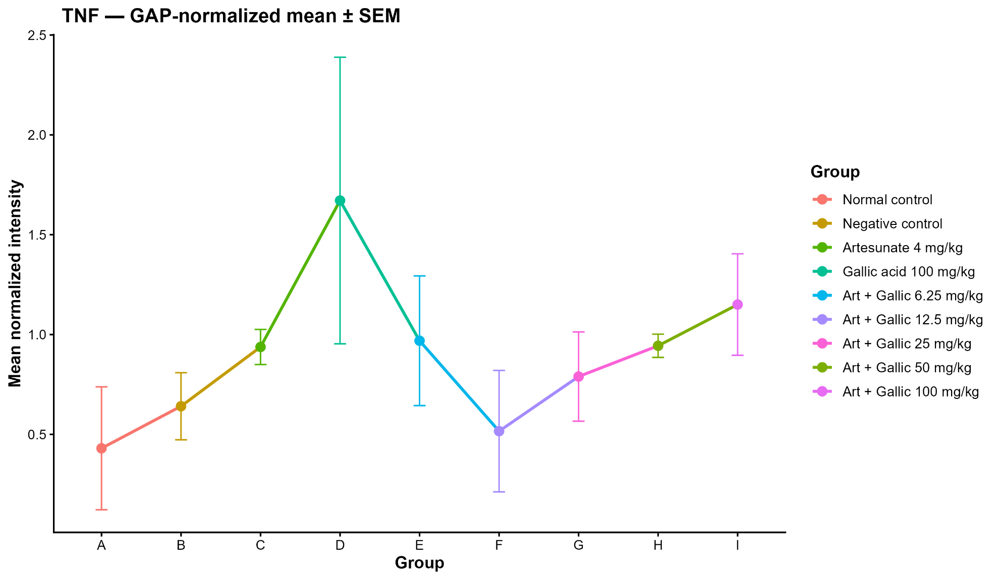 TNF — GAP-normalized mean ± SEM
2.5
2.0
1.5
1.0
0.5
Mean normalized intensity
A B C D E F G H I
Group
Group
Normal control
Negative control
Artesunate 4 mg/kg
Gallic acid 100 mg/kg
Art + Gallic 6.25 mg/kg
Art + Gallic 12.5 mg/kg
Art + Gallic 25 mg/kg
Art + Gallic 50 mg/kg
Art + Gallic 100 mg/kg